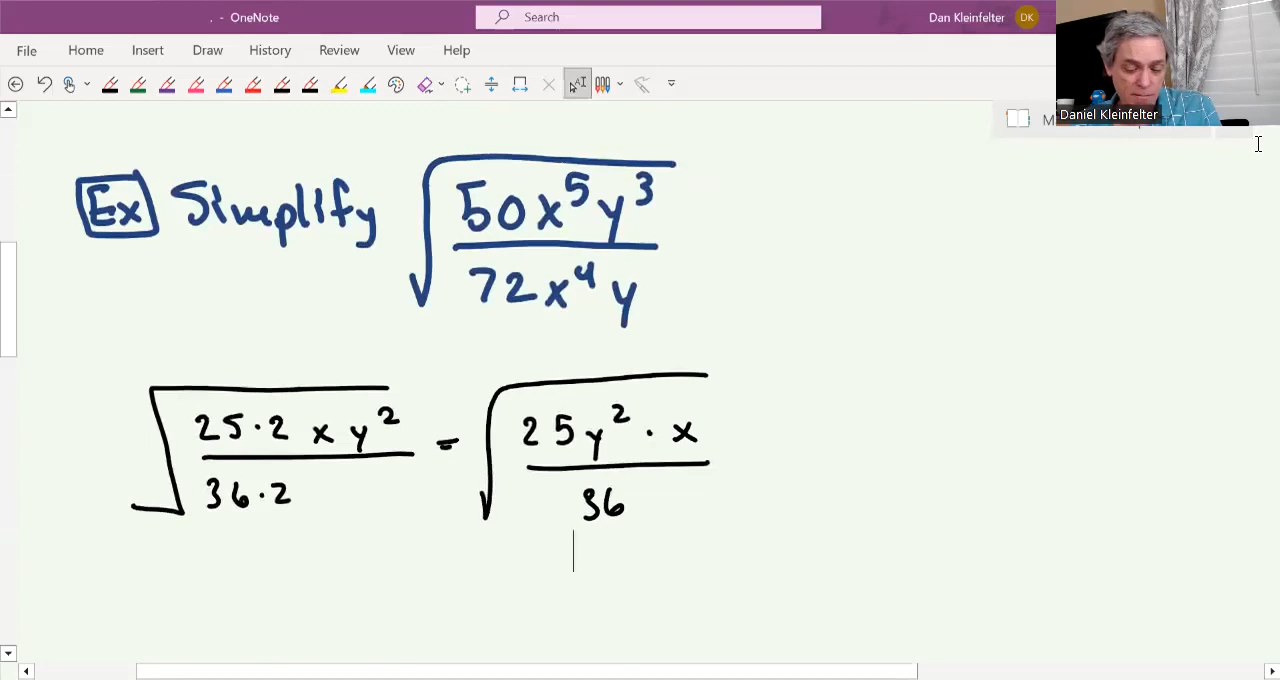 . - OneNote
Search
Dan Kleinfelter DK
File Home Insert Draw History Review View Help
Daniel Kleinfelter
Ex Simplify √(50x⁵y³ / 72x⁴y)
√(25·2 x y² / 36·2) = √(25y² · x / 36)